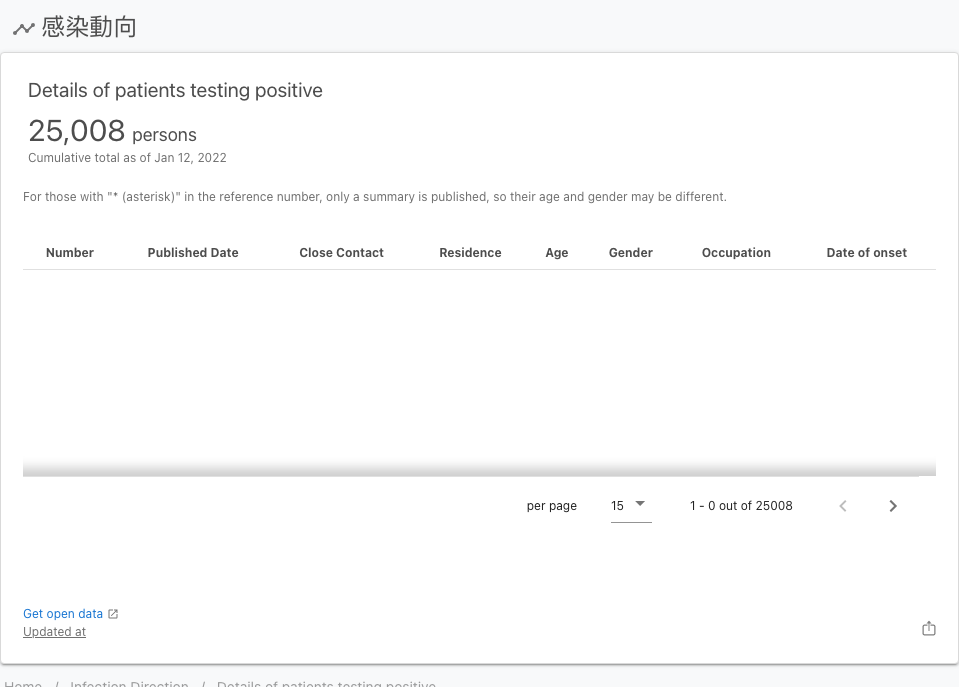 感染動向
Details of patients testing positive
25,008 persons
Cumulative total as of Jan 12, 2022
For those with "* (asterisk)" in the reference number, only a summary is published, so their age and gender may be different.
Number Published Date Close Contact Residence Age Gender Occupation Date of onset
per page 15 1 - 0 out of 25008
Get open data
Updated at
Home / Infection Direction / Details of patients testing positive